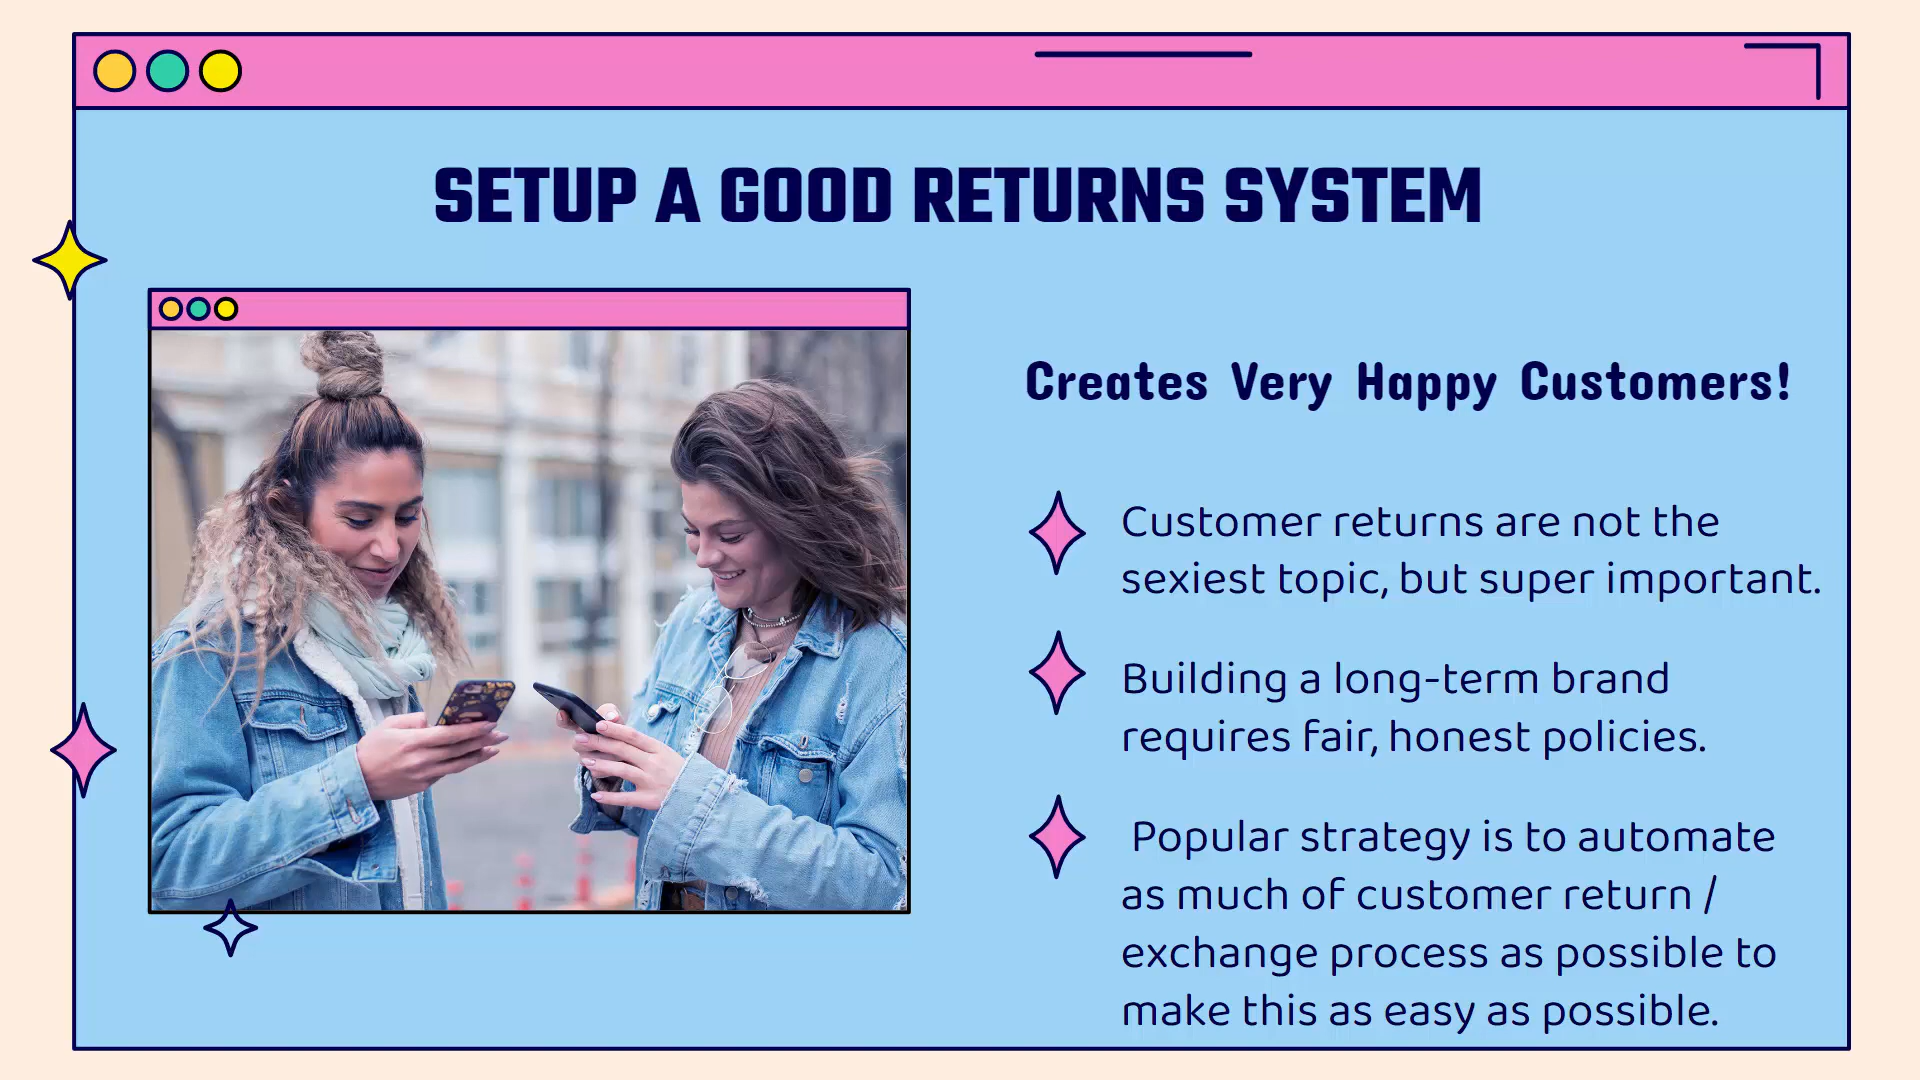 SETUP A GOOD RETURNS SYSTEM
Creates Very Happy Customers!
Customer returns are not the
sexiest topic, but super important.
Building a long-term brand
requires fair, honest policies.
Popular strategy is to automate
as much of customer return /
exchange process as possible to
make this as easy as possible.